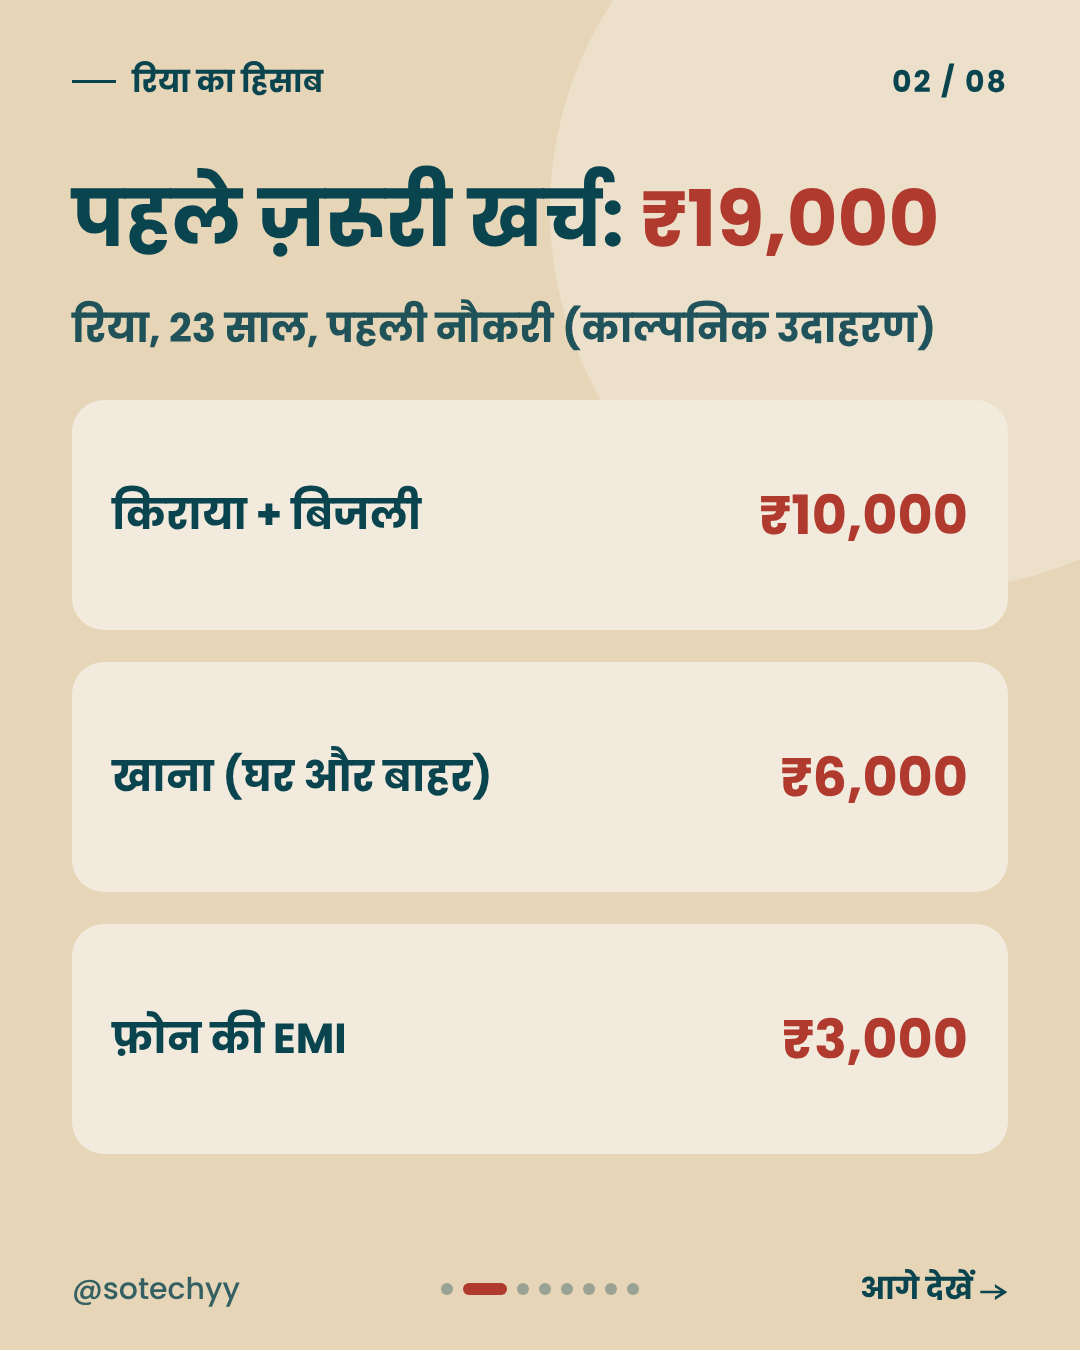 रिया का हिसाब
02 / 08
पहले ज़रूरी खर्च: ₹19,000
रिया, 23 साल, पहली नौकरी (काल्पनिक उदाहरण)
किराया + बिजली ₹10,000
खाना (घर और बाहर) ₹6,000
फ़ोन की EMI ₹3,000
@sotechyy
आगे देखें →